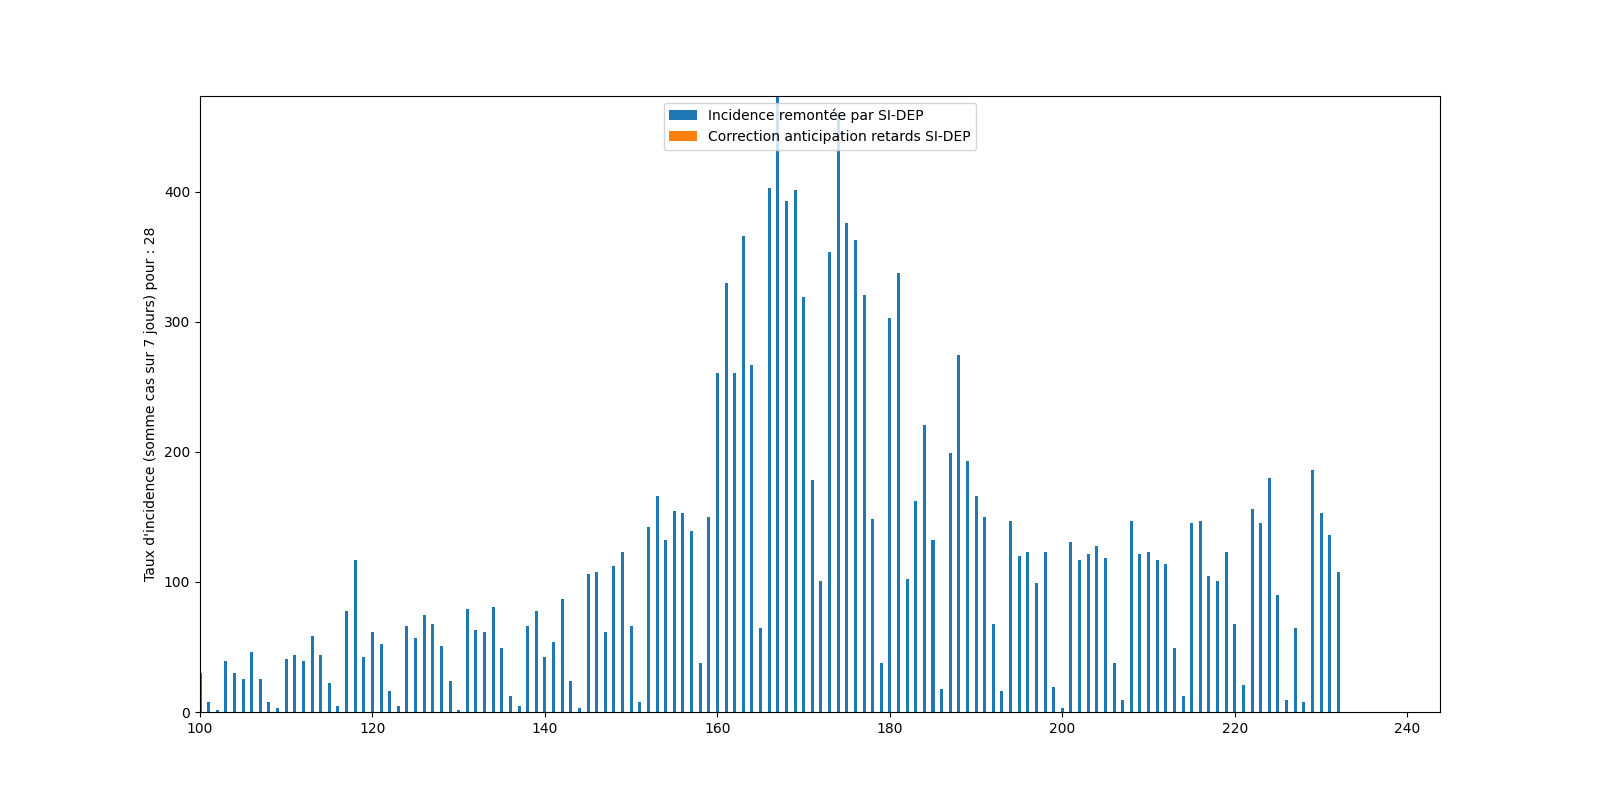 Incidence remontée par SI-DEP
Correction anticipation retards SI-DEP
Taux d'incidence (somme cas sur 7 jours) pour : 28
400
300
200
100
0
100 120 140 160 180 200 220 240